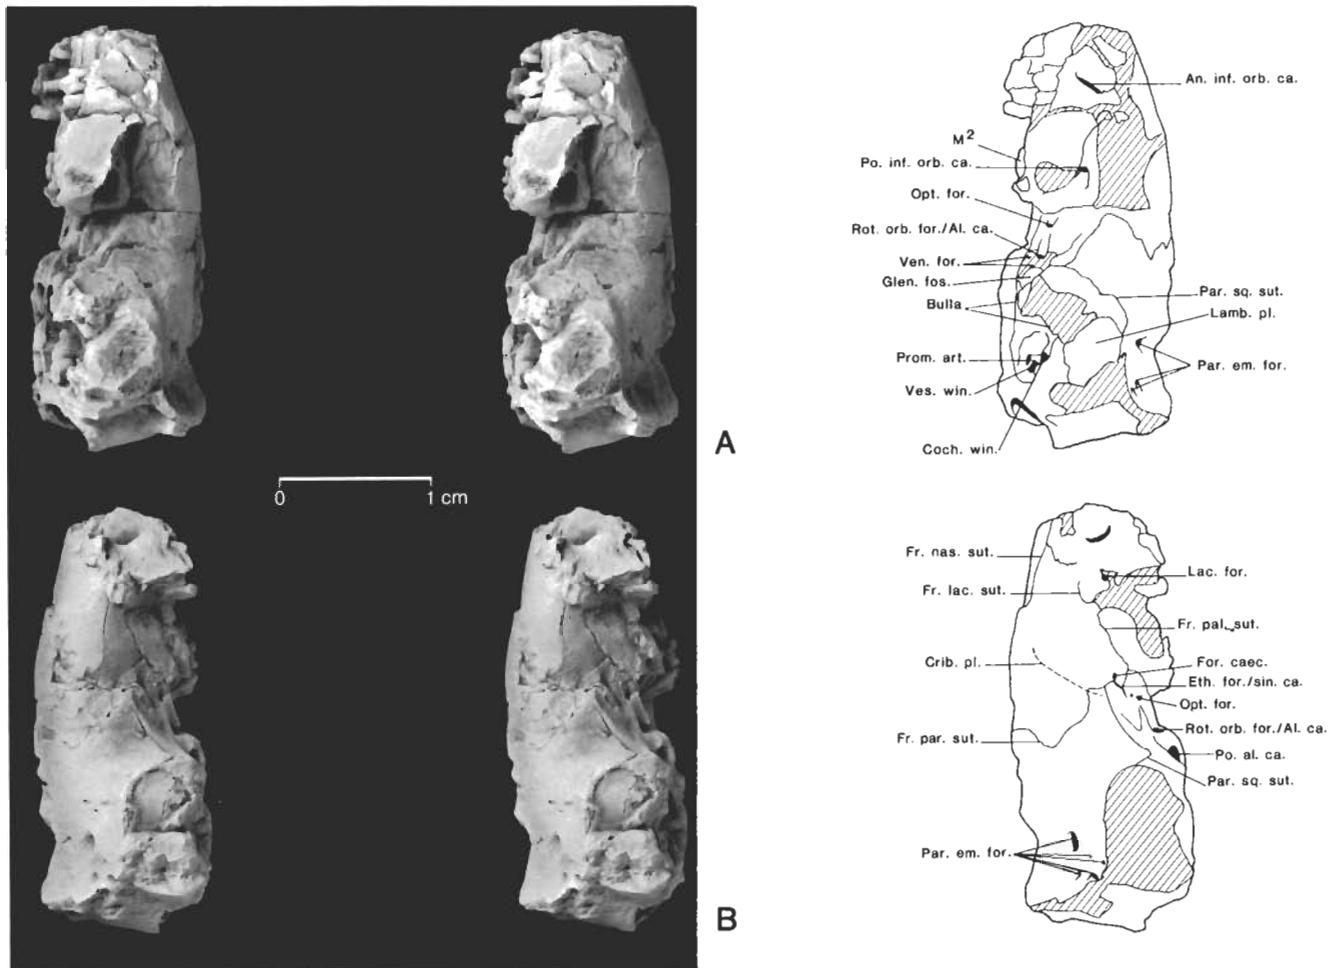 An. inf. orb. ca.
M²
Po. inf. orb. ca.
Opt. for.
Rot. orb. for./Al. ca.
Ven. for.
Glen. fos.
Bulla
Par. sq. sut.
Lamb. pl.
Prom. art.
Par. em. for.
Ves. win.
A
Coch. win.
0 1 cm
Fr. nas. sut.
Lac. for.
Fr. lac. sut.
Fr. pal. sut.
Crib. pl.
For. caec.
Eth. for./sin. ca.
Opt. for.
Rot. orb. for./Al. ca.
Fr. par. sut.
Po. al. ca.
Par. sq. sut.
Par. em. for.
B